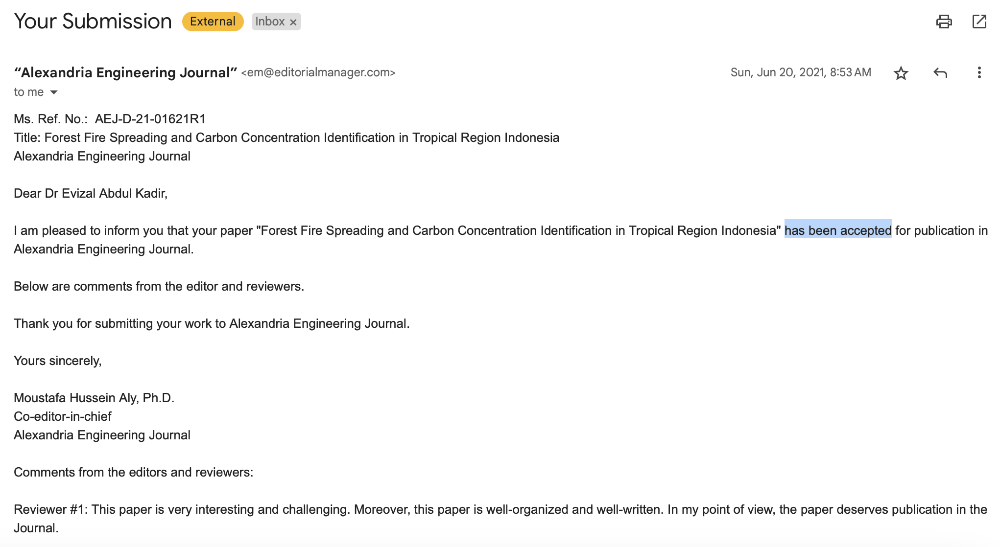 Your Submission External Inbox ×
“Alexandria Engineering Journal” <em@editorialmanager.com> Sun, Jun 20, 2021, 8:53 AM
to me
Ms. Ref. No.:  AEJ-D-21-01621R1
Title: Forest Fire Spreading and Carbon Concentration Identification in Tropical Region Indonesia
Alexandria Engineering Journal
Dear Dr Evizal Abdul Kadir,
I am pleased to inform you that your paper "Forest Fire Spreading and Carbon Concentration Identification in Tropical Region Indonesia" has been accepted for publication in
Alexandria Engineering Journal.
Below are comments from the editor and reviewers.
Thank you for submitting your work to Alexandria Engineering Journal.
Yours sincerely,
Moustafa Hussein Aly, Ph.D.
Co-editor-in-chief
Alexandria Engineering Journal
Comments from the editors and reviewers:
Reviewer #1: This paper is very interesting and challenging. Moreover, this paper is well-organized and well-written. In my point of view, the paper deserves publication in the
Journal.